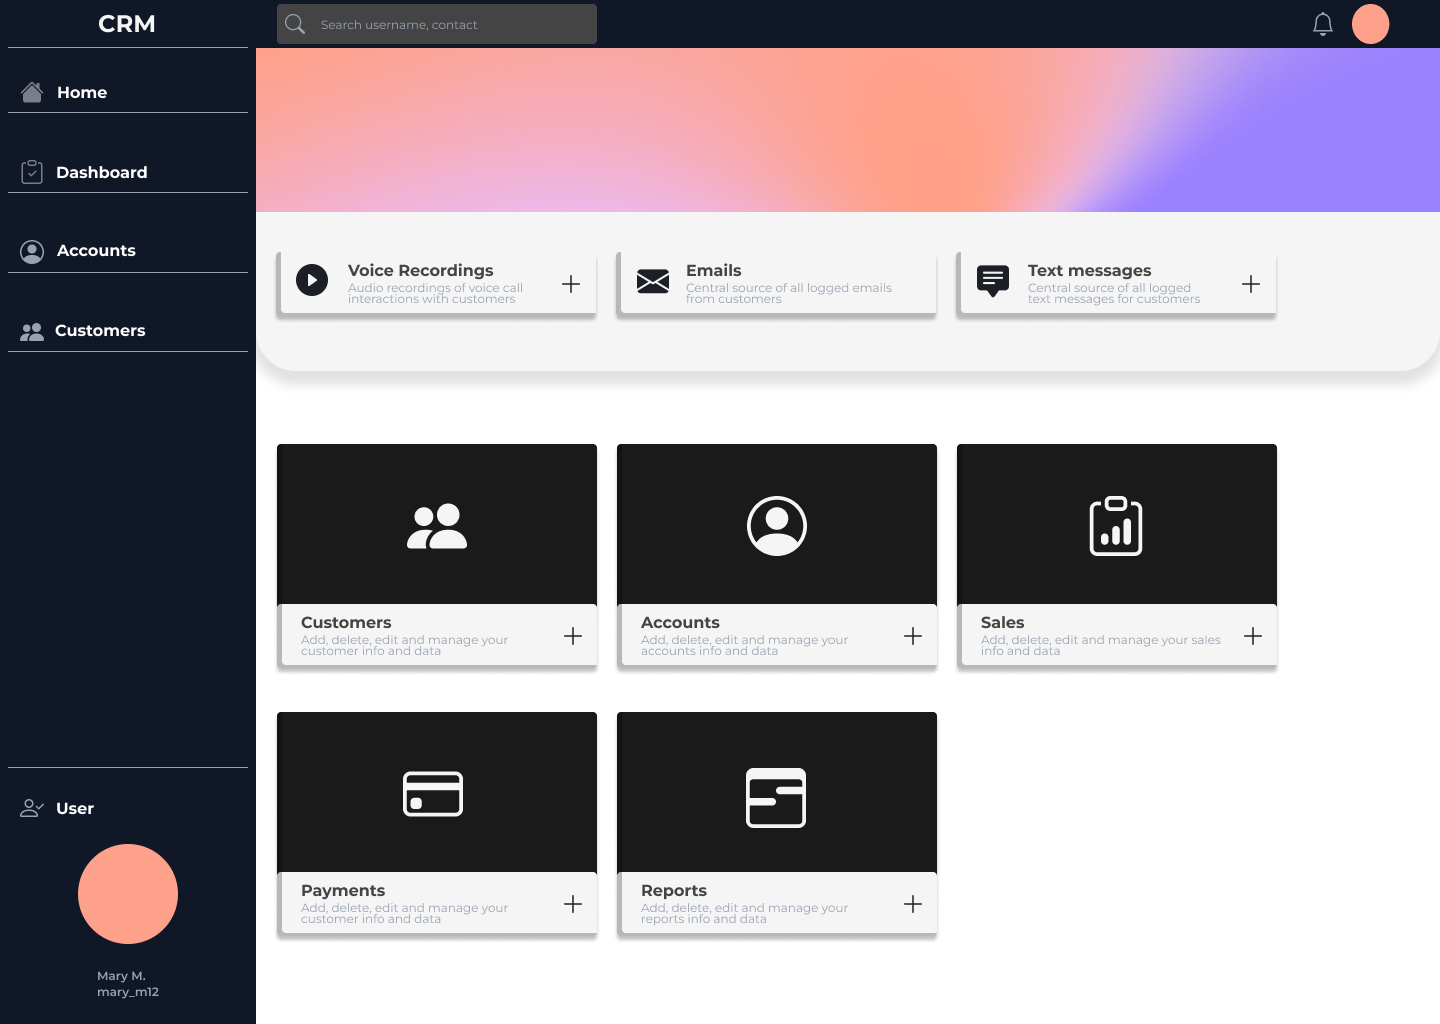 CRM
Search username, contact
Home
Dashboard
Accounts
Customers
Voice Recordings
Audio recordings of voice call
interactions with customers
Emails
Central source of all logged emails
from customers
Text messages
Central source of all logged
text messages for customers
Customers
Add, delete, edit and manage your
customer info and data
Accounts
Add, delete, edit and manage your
accounts info and data
Sales
Add, delete, edit and manage your sales
info and data
Payments
Add, delete, edit and manage your
customer info and data
Reports
Add, delete, edit and manage your
reports info and data
User
Mary M.
mary_m12